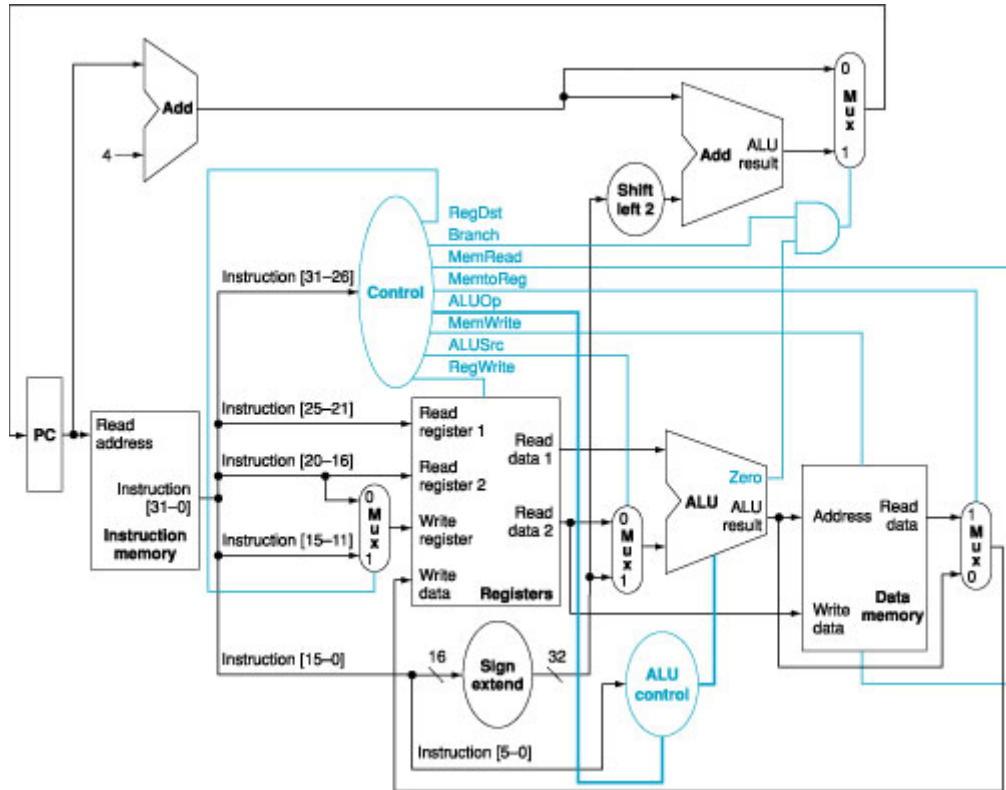 Add
4
0
Mux
1
Add
ALU
result
Shift
left 2
RegDst
Branch
MemRead
MemtoReg
ALUOp
MemWrite
ALUSrc
RegWrite
Control
Instruction [31–26]
PC
Read
address
Instruction
[31–0]
Instruction
memory
Instruction [25–21]
Instruction [20–16]
Instruction [15–11]
0
Mux
1
Read
register 1
Read
register 2
Write
register
Write
data
Read
data 1
Read
data 2
Registers
0
Mux
1
Zero
ALU
ALU
result
Address
Read
data
Write
data
Data
memory
1
Mux
0
Instruction [15–0]
16
Sign
extend
32
ALU
control
Instruction [5–0]